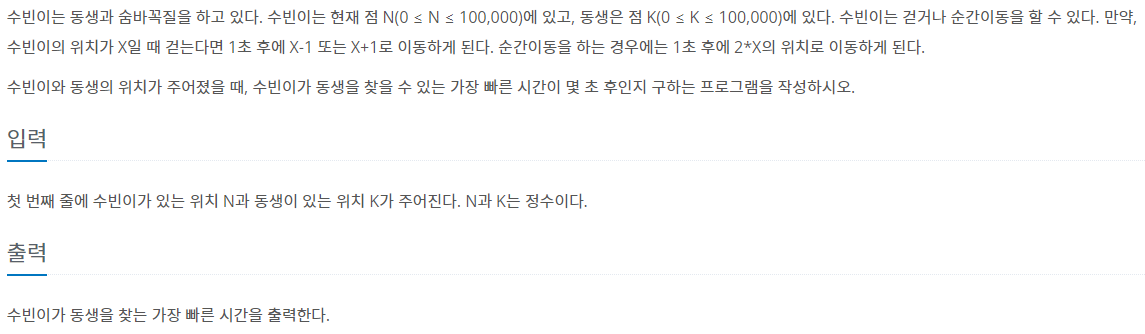 수빈이는 동생과 숨바꼭질을 하고 있다. 수빈이는 현재 점 N(0 ≤ N ≤ 100,000)에 있고, 동생은 점 K(0 ≤ K ≤ 100,000)에 있다. 수빈이는 걷거나 순간이동을 할 수 있다. 만약,
수빈이의 위치가 X일 때 걷는다면 1초 후에 X-1 또는 X+1로 이동하게 된다. 순간이동을 하는 경우에는 1초 후에 2*X의 위치로 이동하게 된다.
수빈이와 동생의 위치가 주어졌을 때, 수빈이가 동생을 찾을 수 있는 가장 빠른 시간이 몇 초 후인지 구하는 프로그램을 작성하시오.
입력
첫 번째 줄에 수빈이가 있는 위치 N과 동생이 있는 위치 K가 주어진다. N과 K는 정수이다.
출력
수빈이가 동생을 찾는 가장 빠른 시간을 출력한다.